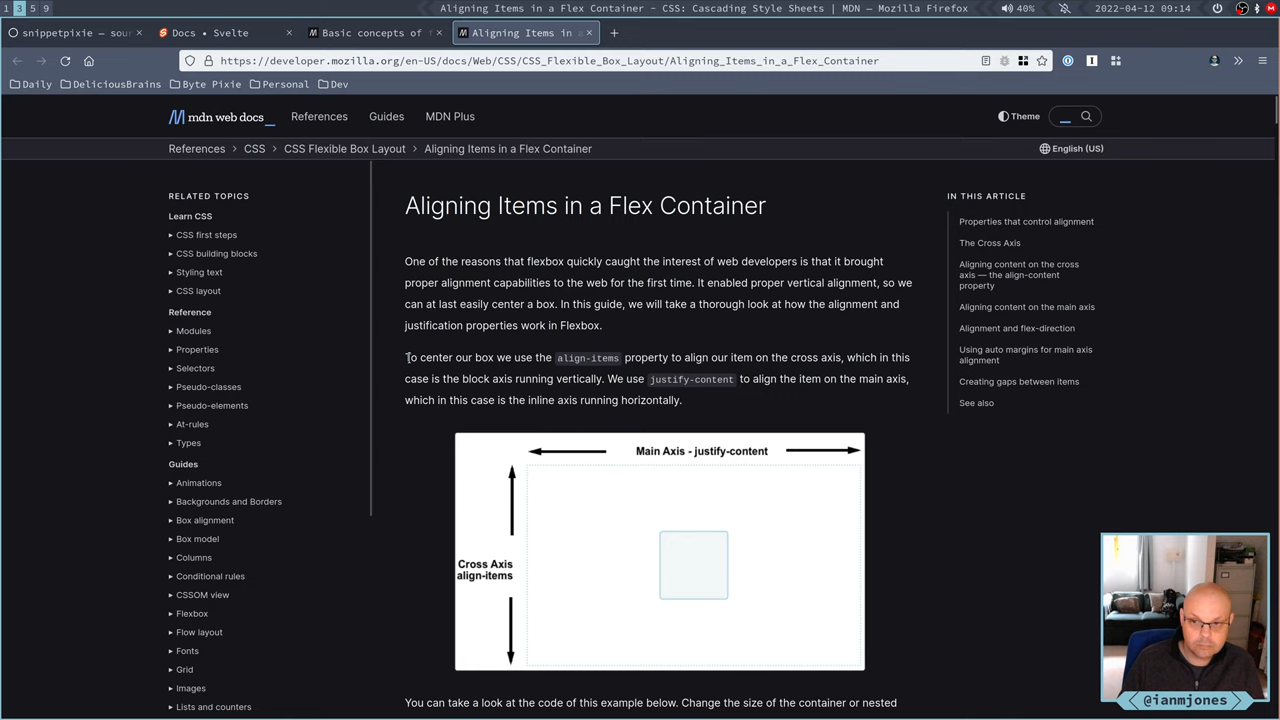 1 3 5 9
Aligning Items in a Flex Container - CSS: Cascading Style Sheets | MDN — Mozilla Firefox
40%
2022-04-12 09:14
snippetpixie — sou
Docs • Svelte
Basic concepts of f
Aligning Items in a
https://developer.mozilla.org/en-US/docs/Web/CSS/CSS_Flexible_Box_Layout/Aligning_Items_in_a_Flex_Container
Daily
DeliciousBrains
Byte Pixie
Personal
Dev
mdn web docs_
References
Guides
MDN Plus
Theme
References > CSS > CSS Flexible Box Layout > Aligning Items in a Flex Container
English (US)
RELATED TOPICS
Learn CSS
CSS first steps
CSS building blocks
Styling text
CSS layout
Reference
Modules
Properties
Selectors
Pseudo-classes
Pseudo-elements
At-rules
Types
Guides
Animations
Backgrounds and Borders
Box alignment
Box model
Columns
Conditional rules
CSSOM view
Flexbox
Flow layout
Fonts
Grid
Images
Lists and counters
Aligning Items in a Flex Container
One of the reasons that flexbox quickly caught the interest of web developers is that it brought
proper alignment capabilities to the web for the first time. It enabled proper vertical alignment, so we
can at last easily center a box. In this guide, we will take a thorough look at how the alignment and
justification properties work in Flexbox.
To center our box we use the align-items property to align our item on the cross axis, which in this
case is the block axis running vertically. We use justify-content to align the item on the main axis,
which in this case is the inline axis running horizontally.
Main Axis - justify-content
Cross Axis
align-items
You can take a look at the code of this example below. Change the size of the container or nested
IN THIS ARTICLE
Properties that control alignment
The Cross Axis
Aligning content on the cross
axis — the align-content
property
Aligning content on the main axis
Alignment and flex-direction
Using auto margins for main axis
alignment
Creating gaps between items
See also
@ianmjones